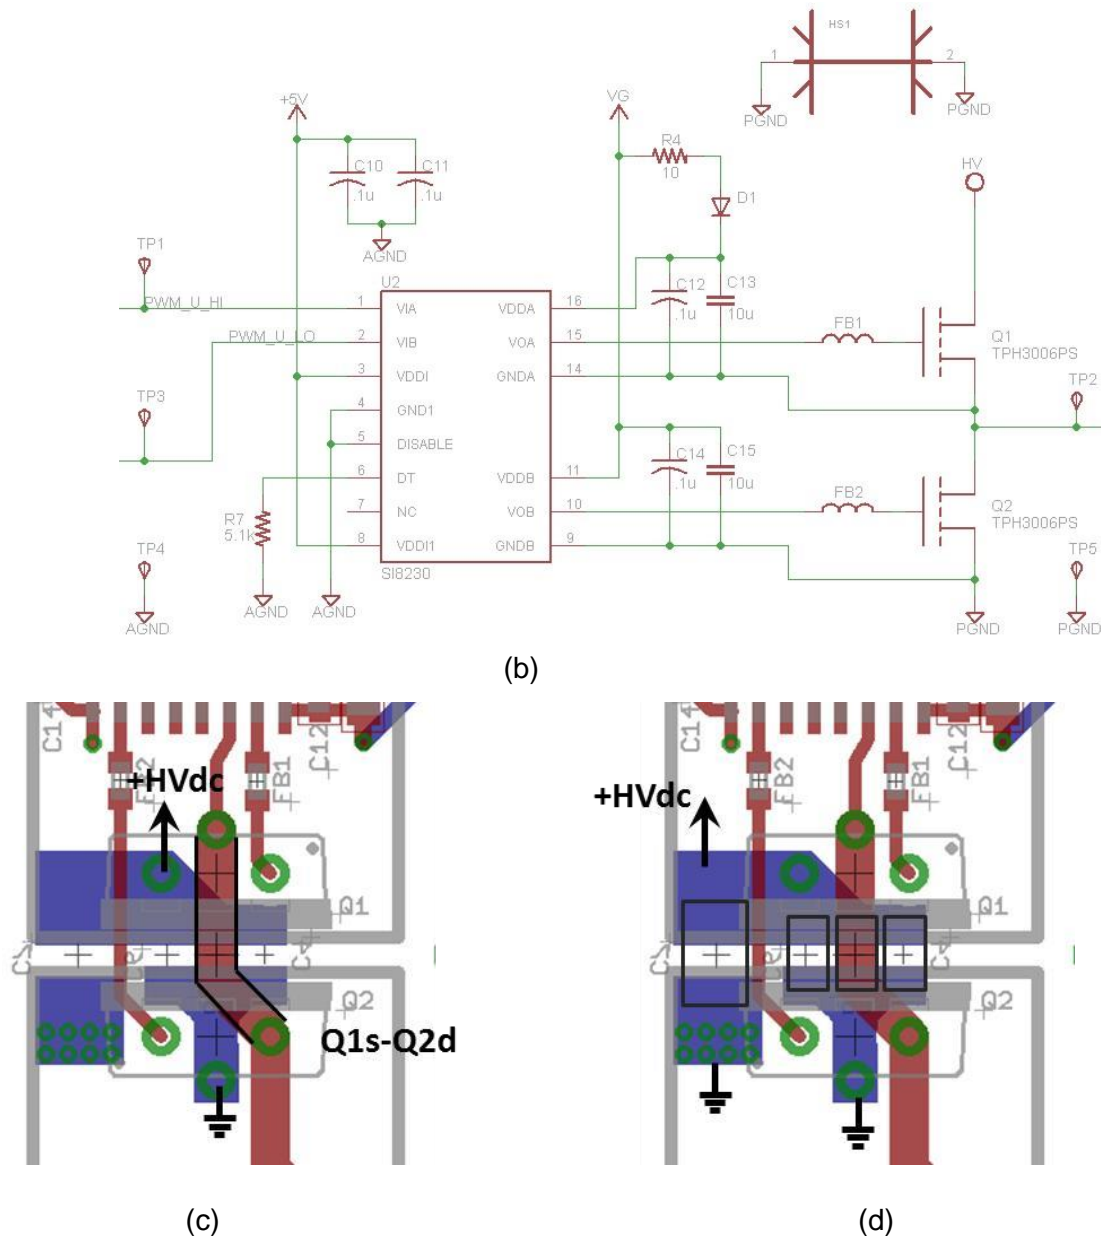 HS1
1
2
PGND
PGND
+5V
VG
R4
10
HV
C10
.1u
C11
.1u
D1
AGND
TP1
PWM_U_HI
PWM_U_LO
TP3
U2
1
VIA
2
VIB
3
VDDI
4
GND1
5
DISABLE
6
DT
7
NC
8
VDDI1
VDDA
16
VOA
15
GNDA
14
VDDB
11
VOB
10
GNDB
9
SI8230
C12
.1u
C13
10u
FB1
Q1
TPH3006PS
TP2
C14
.1u
C15
10u
FB2
Q2
TPH3006PS
R7
5.1k
TP4
AGND
AGND
AGND
TP5
PGND
PGND
(b)
C14
FB2
+HVdc
FB1
C12
Q1
Q2
Q1s-Q2d
(c)
C14
FB2
+HVdc
FB1
C12
Q1
Q2
(d)